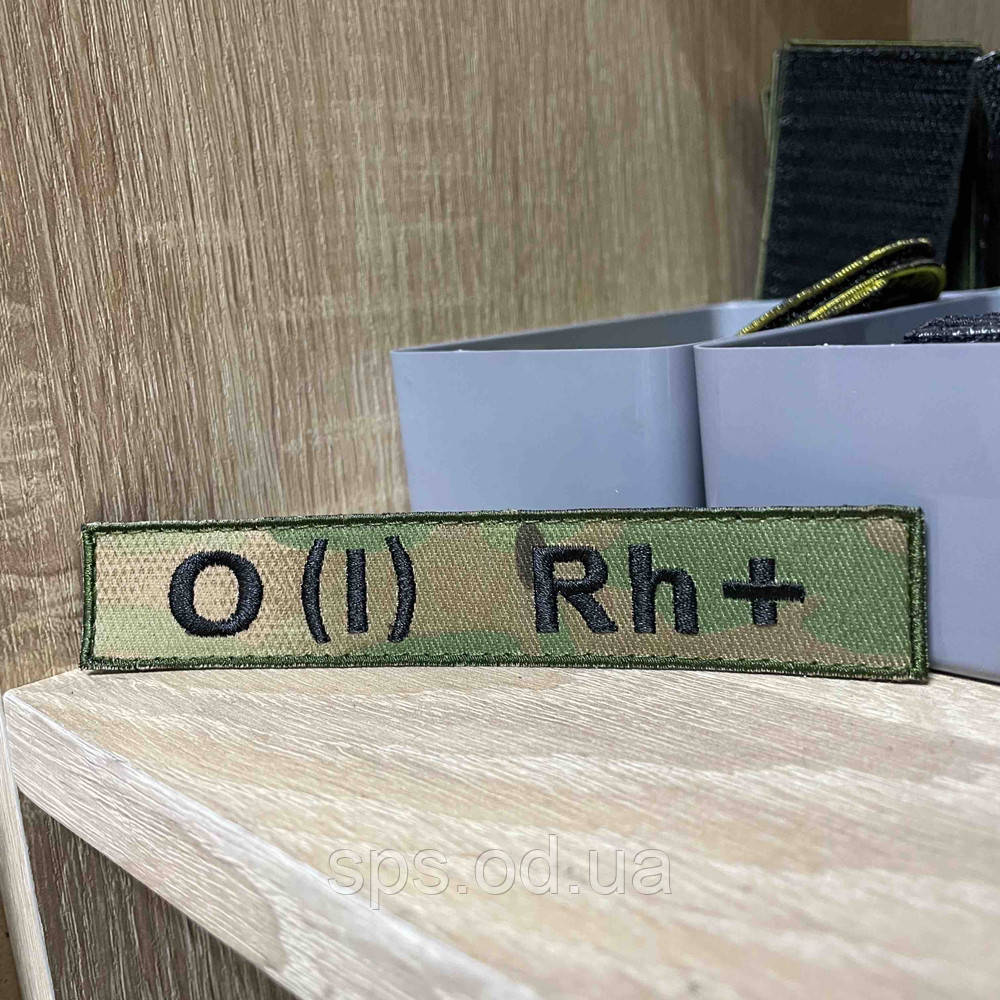 O (I) Rh+
sps.od.ua